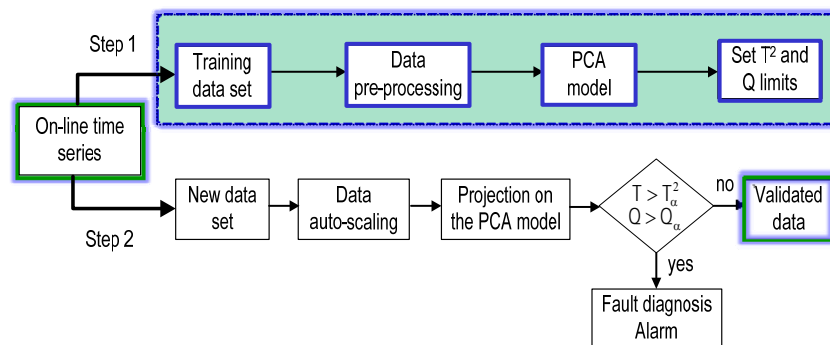 Step 1
Training
data set
Data
pre-processing
PCA
model
Set T² and
Q limits
On-line time
series
New data
set
Data
auto-scaling
Projection on
the PCA model
T > T²α
Q > Qα
no
Validated
data
Step 2
yes
Fault diagnosis
Alarm